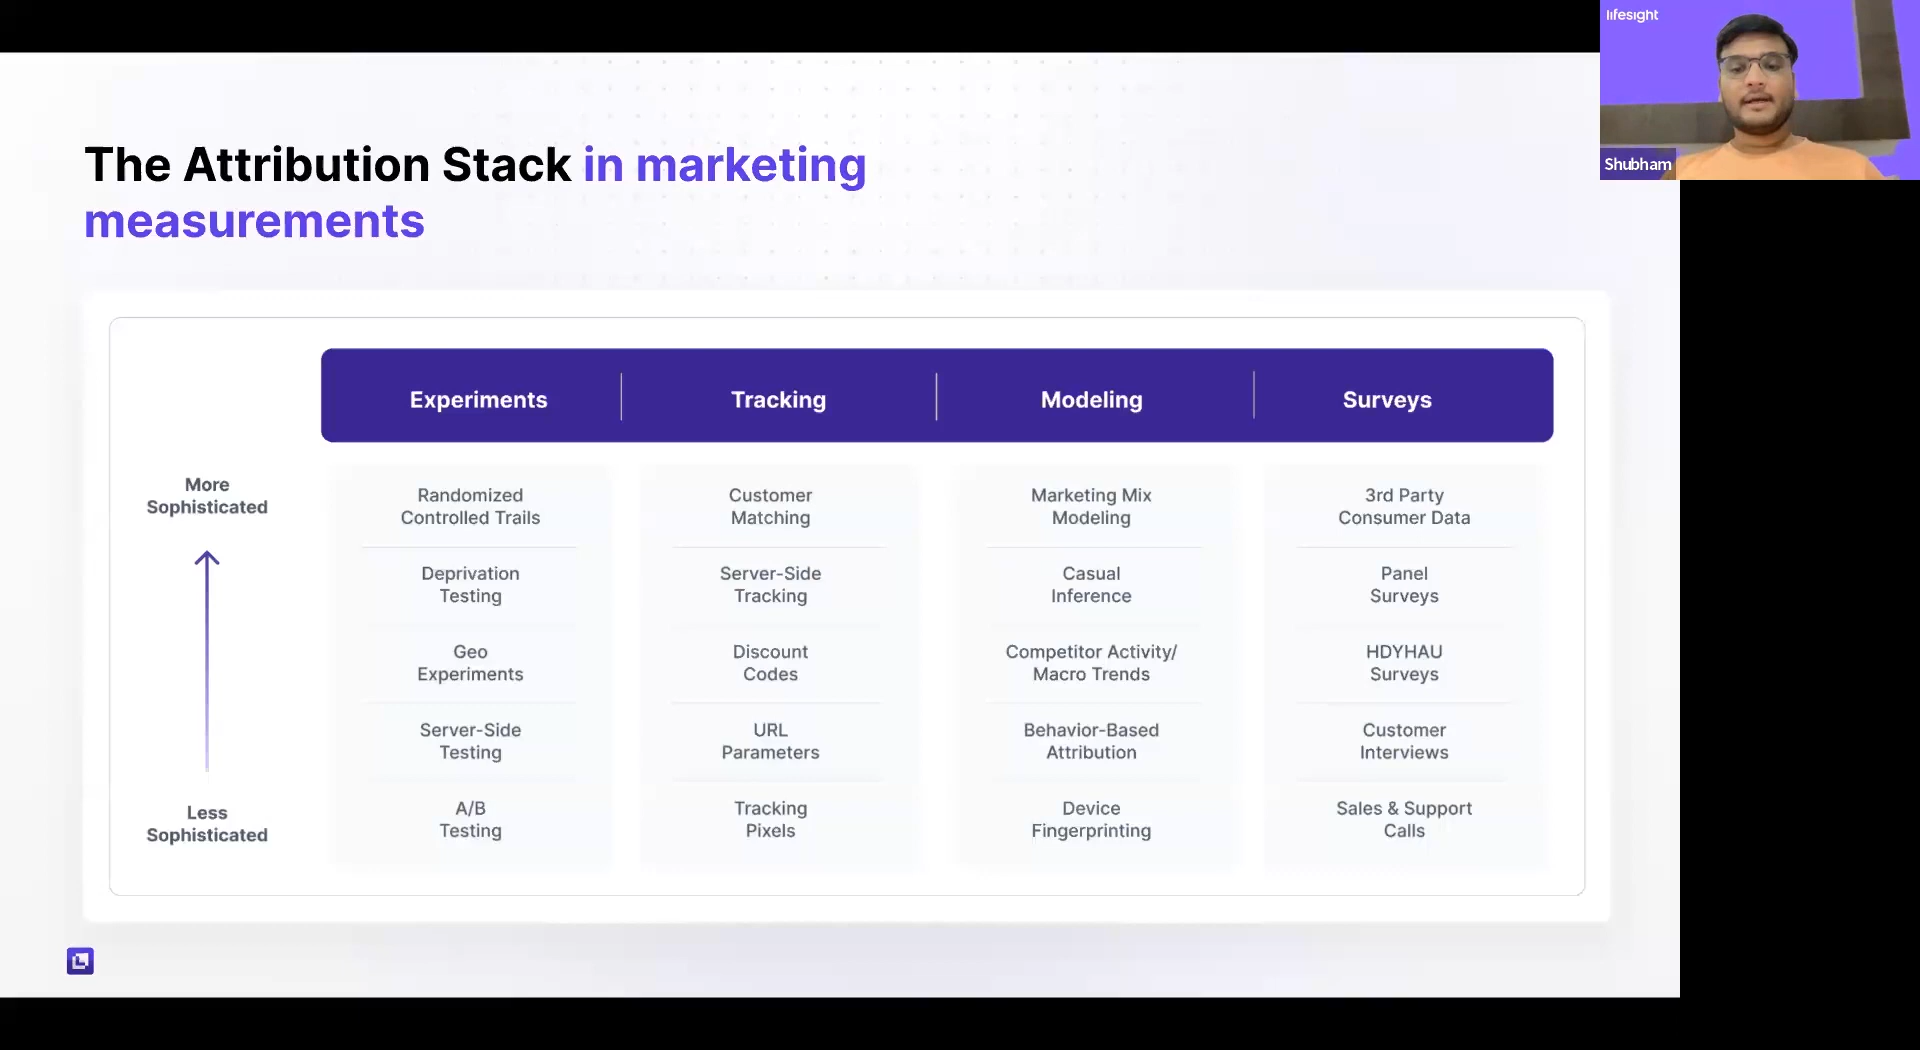 lifesight
Shubham
The Attribution Stack in marketing
measurements
Experiments
Tracking
Modeling
Surveys
More
Sophisticated
Less
Sophisticated
Randomized
Controlled Trails
Deprivation
Testing
Geo
Experiments
Server-Side
Testing
A/B
Testing
Customer
Matching
Server-Side
Tracking
Discount
Codes
URL
Parameters
Tracking
Pixels
Marketing Mix
Modeling
Casual
Inference
Competitor Activity/
Macro Trends
Behavior-Based
Attribution
Device
Fingerprinting
3rd Party
Consumer Data
Panel
Surveys
HDYHAU
Surveys
Customer
Interviews
Sales & Support
Calls